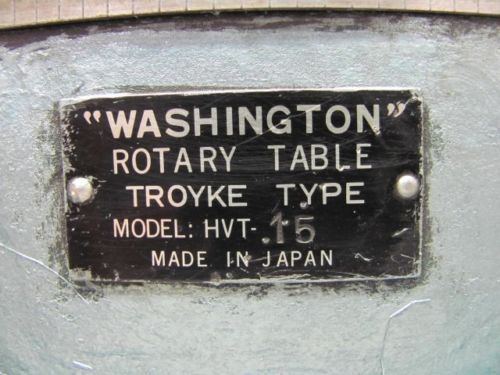 "WASHINGTON"
ROTARY TABLE
TROYKE TYPE
MODEL: HVT-.15
MADE IN JAPAN